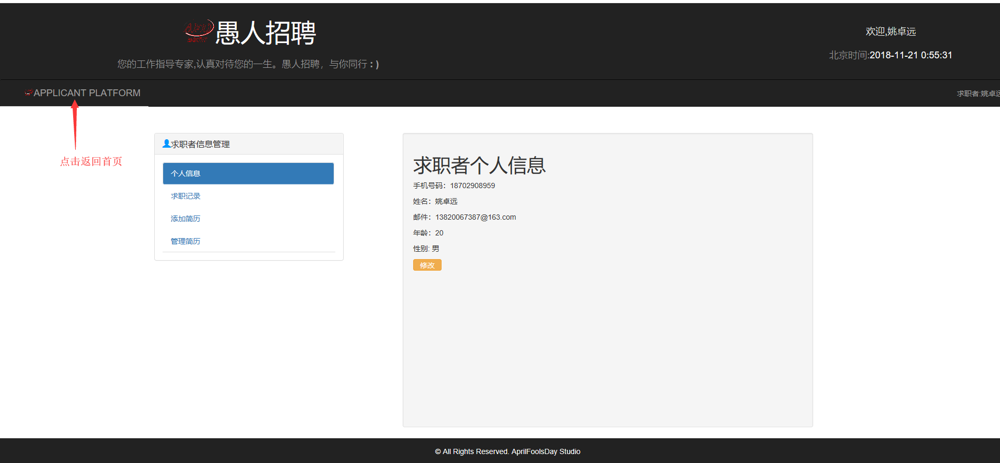 愚人招聘
您的工作指导专家,认真对待您的一生。愚人招聘，与你同行 : )
欢迎,姚卓远
北京时间:2018-11-21 0:55:31
APPLICANT PLATFORM
求职者:姚卓远
点击返回首页
求职者信息管理
个人信息
求职记录
添加简历
管理简历
求职者个人信息
手机号码：18702908959
姓名：姚卓远
邮件：13820067387@163.com
年龄：20
性别: 男
修改
© All Rights Reserved. AprilFoolsDay Studio